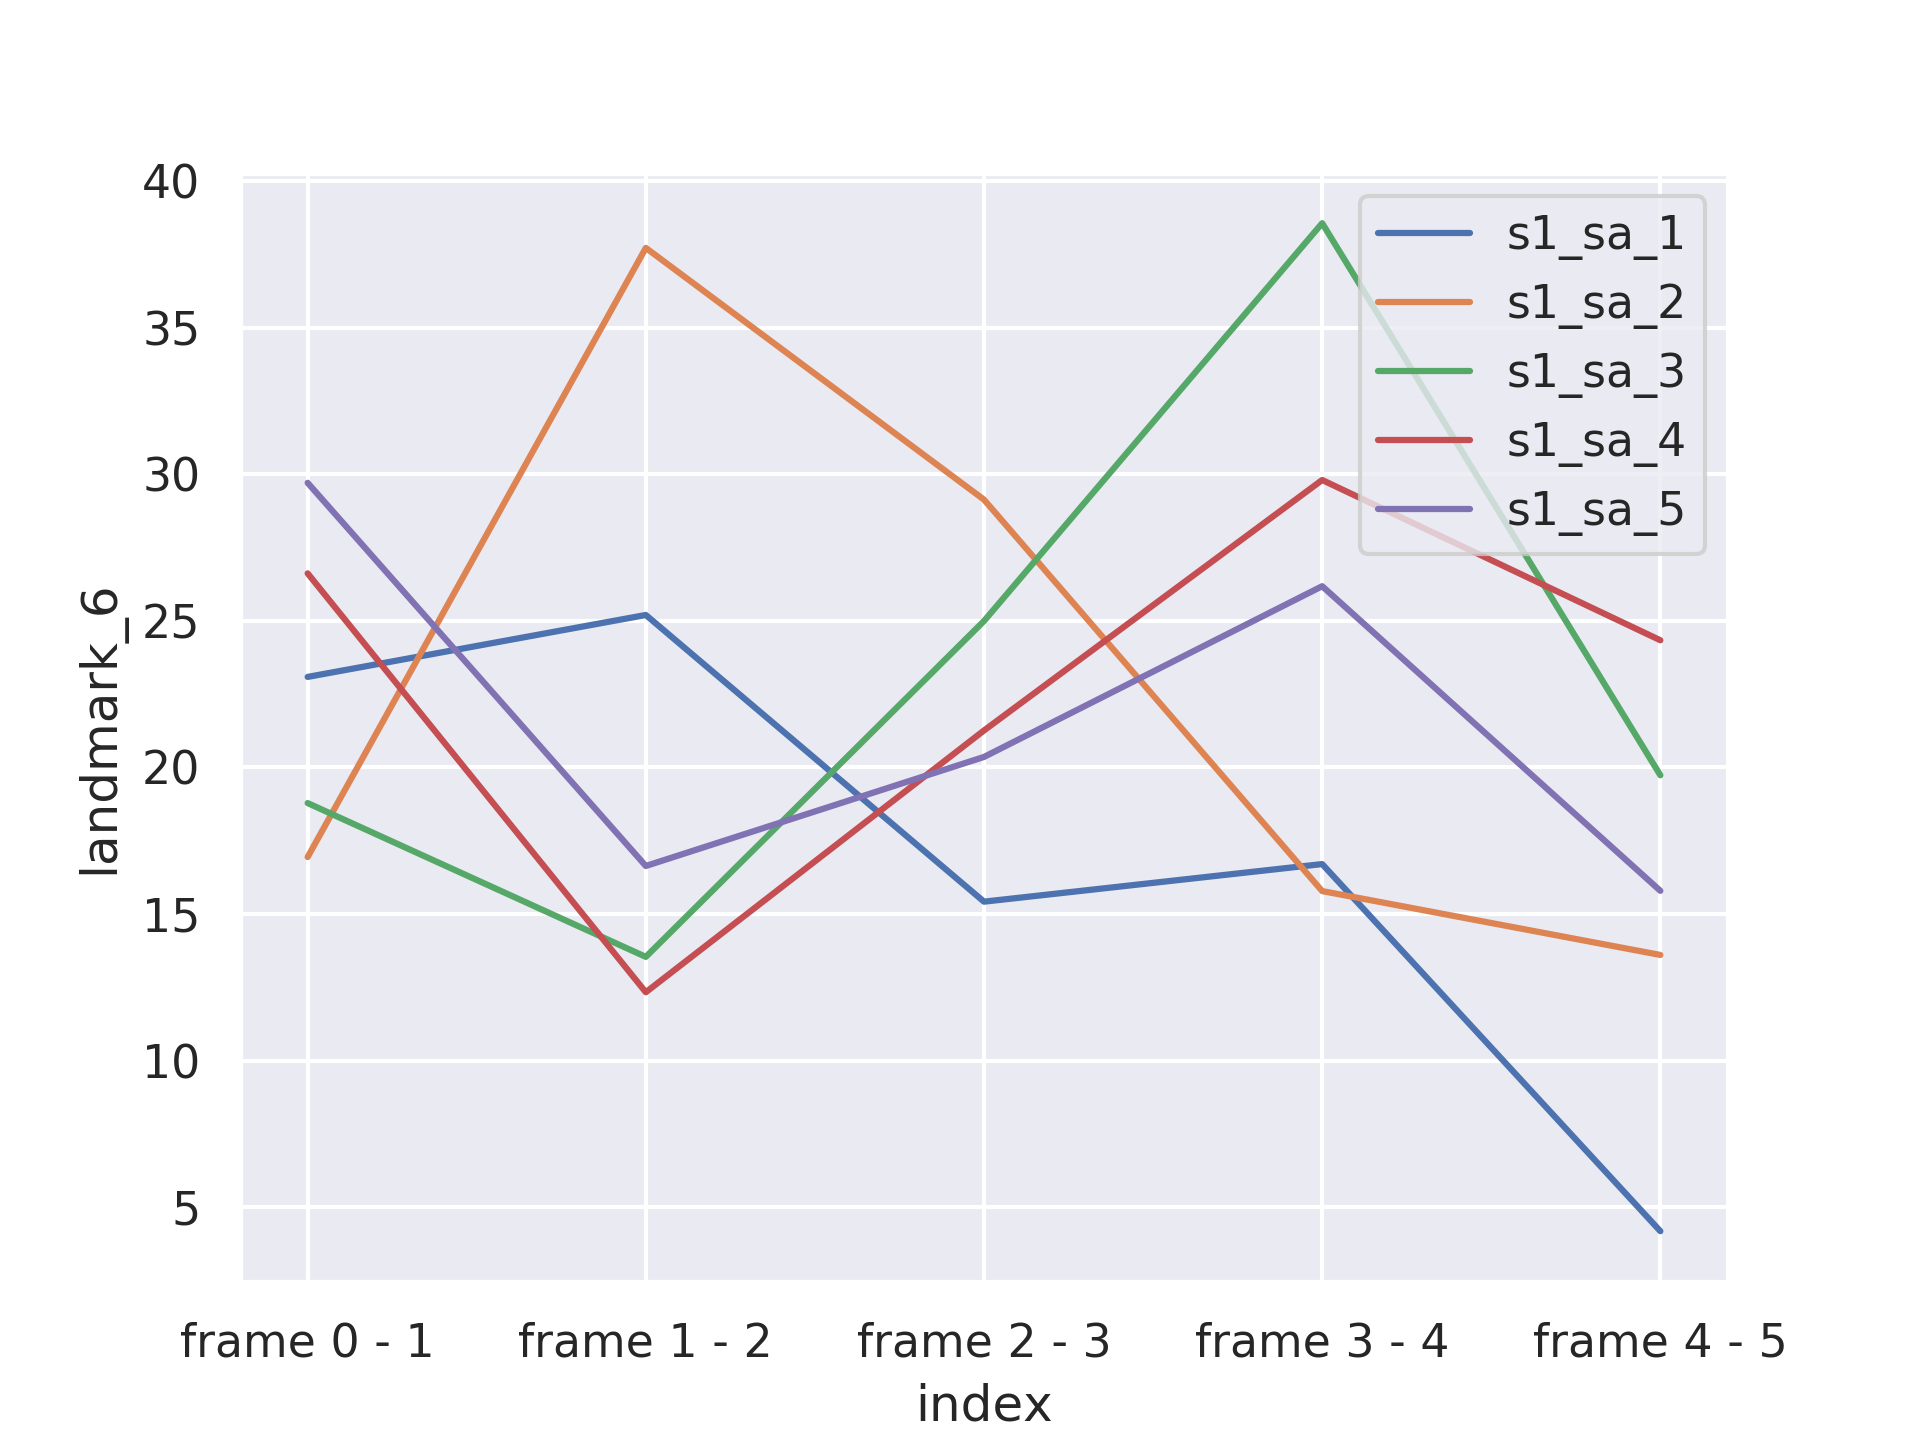 40
35
30
25
20
15
10
5
landmark_6
s1_sa_1
s1_sa_2
s1_sa_3
s1_sa_4
s1_sa_5
frame 0 - 1 frame 1 - 2 frame 2 - 3 frame 3 - 4 frame 4 - 5
index